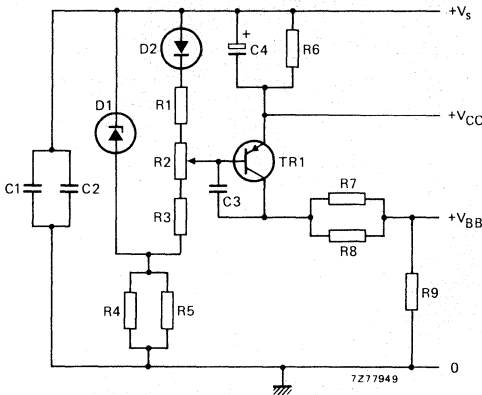 +Vs
D2
+
C4
R6
D1
R1
+VCC
R2
TR1
C1
C2
C3
R7
R3
+VBB
R8
R4
R5
R9
7Z77949
0